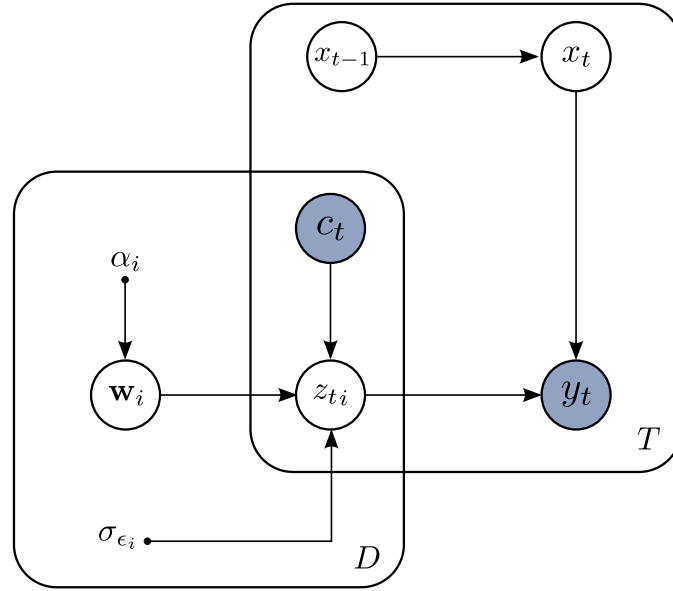 x_{t-1} x_t
c_t
α_i
w_i z_{ti} y_t
T
σ_{ϵ_i}
D